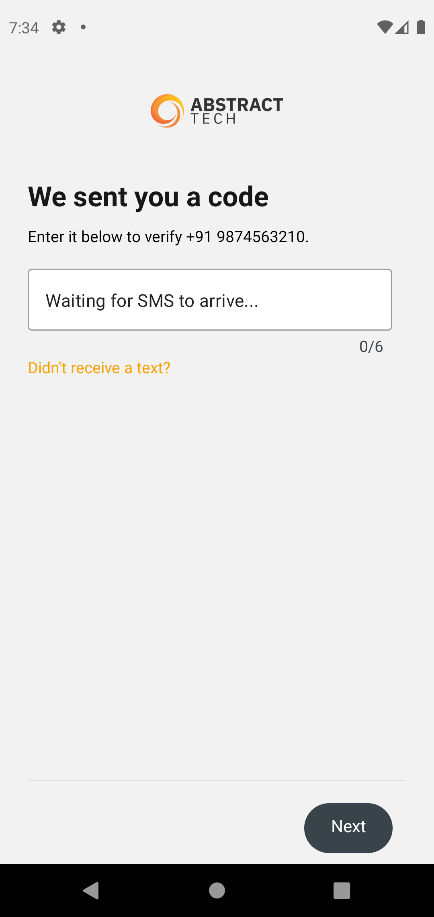 7:34
ABSTRACT
TECH
We sent you a code
Enter it below to verify +91 9874563210.
Waiting for SMS to arrive...
0/6
Didn't receive a text?
Next